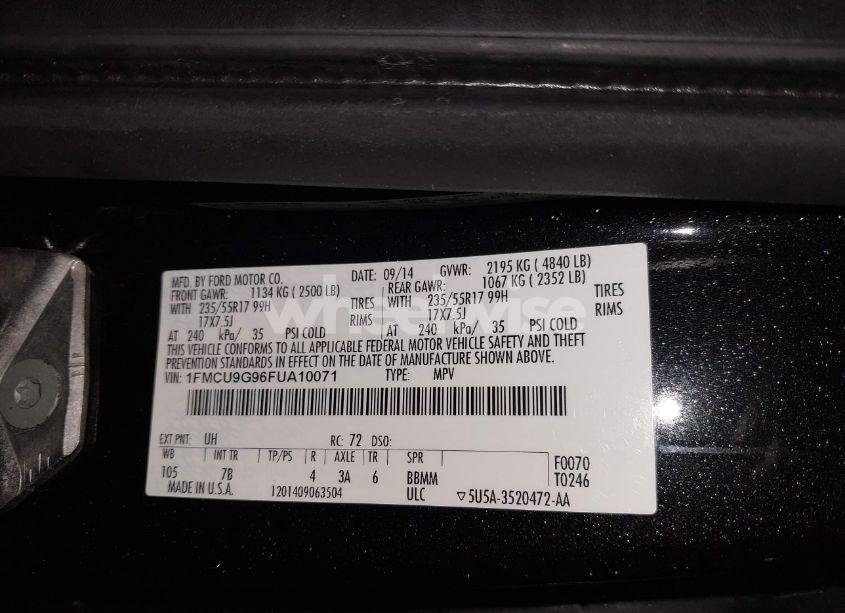 MFD. BY FORD MOTOR CO. DATE: 09/14 GVWR: 2195 KG ( 4840 LB)
FRONT GAWR: 1134 KG ( 2500 LB) REAR GAWR: 1067 KG ( 2352 LB)
WITH 235/55R17 99H TIRES WITH 235/55R17 99H TIRES
17X7.5J RIMS 17X7.5J RIMS
AT 240 kPa/ 35 PSI COLD AT 240 kPa/ 35 PSI COLD
THIS VEHICLE CONFORMS TO ALL APPLICABLE FEDERAL MOTOR VEHICLE SAFETY AND THEFT
PREVENTION STANDARDS IN EFFECT ON THE DATE OF MANUFACTURE SHOWN ABOVE.
VIN: 1FMCU9G96FUA10071 TYPE: MPV
EXT PNT: UH RC: 72 DSO:
WB INT TR TP/PS R AXLE TR SPR F0070
105 7B 4 3A 6 BBMM T0246
MADE IN U.S.A. 1201409063504 ULC ▽5U5A-3520472-AA
wheelwise